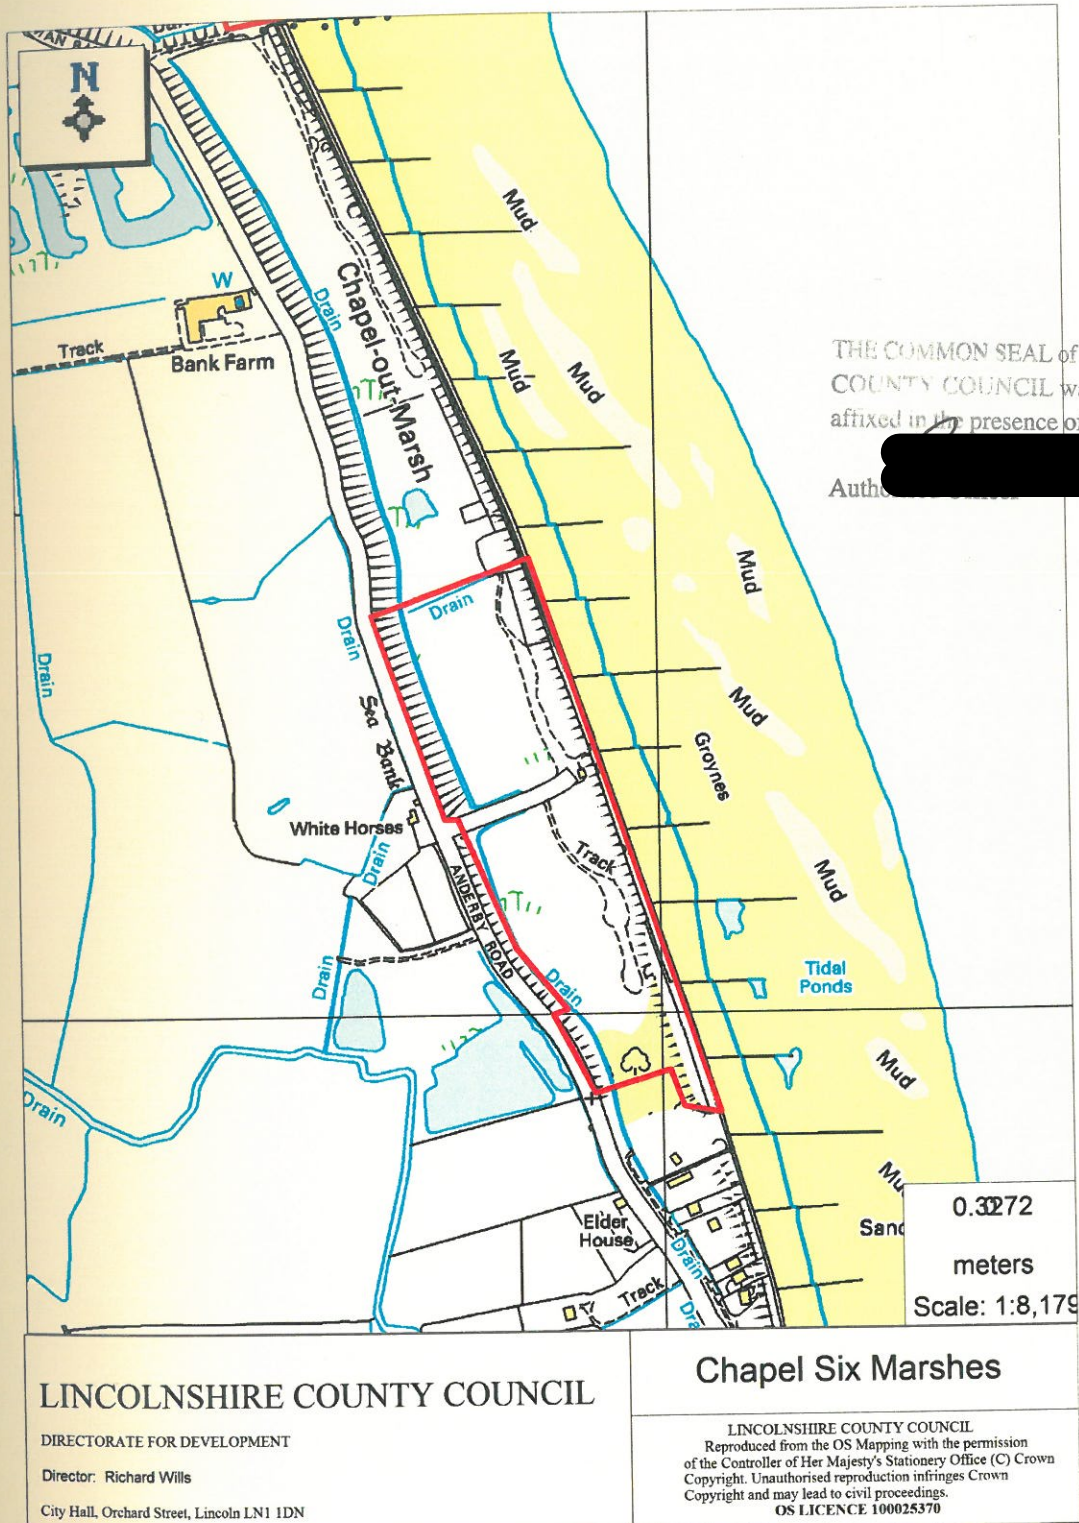 N
W
Track
Bank Farm
Drain
Chapel-out-Marsh
Mud
Mud
Mud
THE COMMON SEAL of
COUNTY COUNCIL w
affixed in the presence of
Mud
Drain
Drain
Drain
Sea Bank
Mud
Groynes
White Horses
Drain
Track
ANDERBY ROAD
Mud
Drain
Drain
Tidal
Ponds
Mud
Drain
Elder
House
Drain
Track
Sand
meters
Scale: 1:8,179
LINCOLNSHIRE COUNTY COUNCIL
DIRECTORATE FOR DEVELOPMENT
Director: Richard Wills
City Hall, Orchard Street, Lincoln LN1 1DN
Chapel Six Marshes
LINCOLNSHIRE COUNTY COUNCIL
Reproduced from the OS Mapping with the permission
of the Controller of Her Majesty's Stationery Office (C) Crown
Copyright. Unauthorised reproduction infringes Crown
Copyright and may lead to civil proceedings.
OS LICENCE 100025370